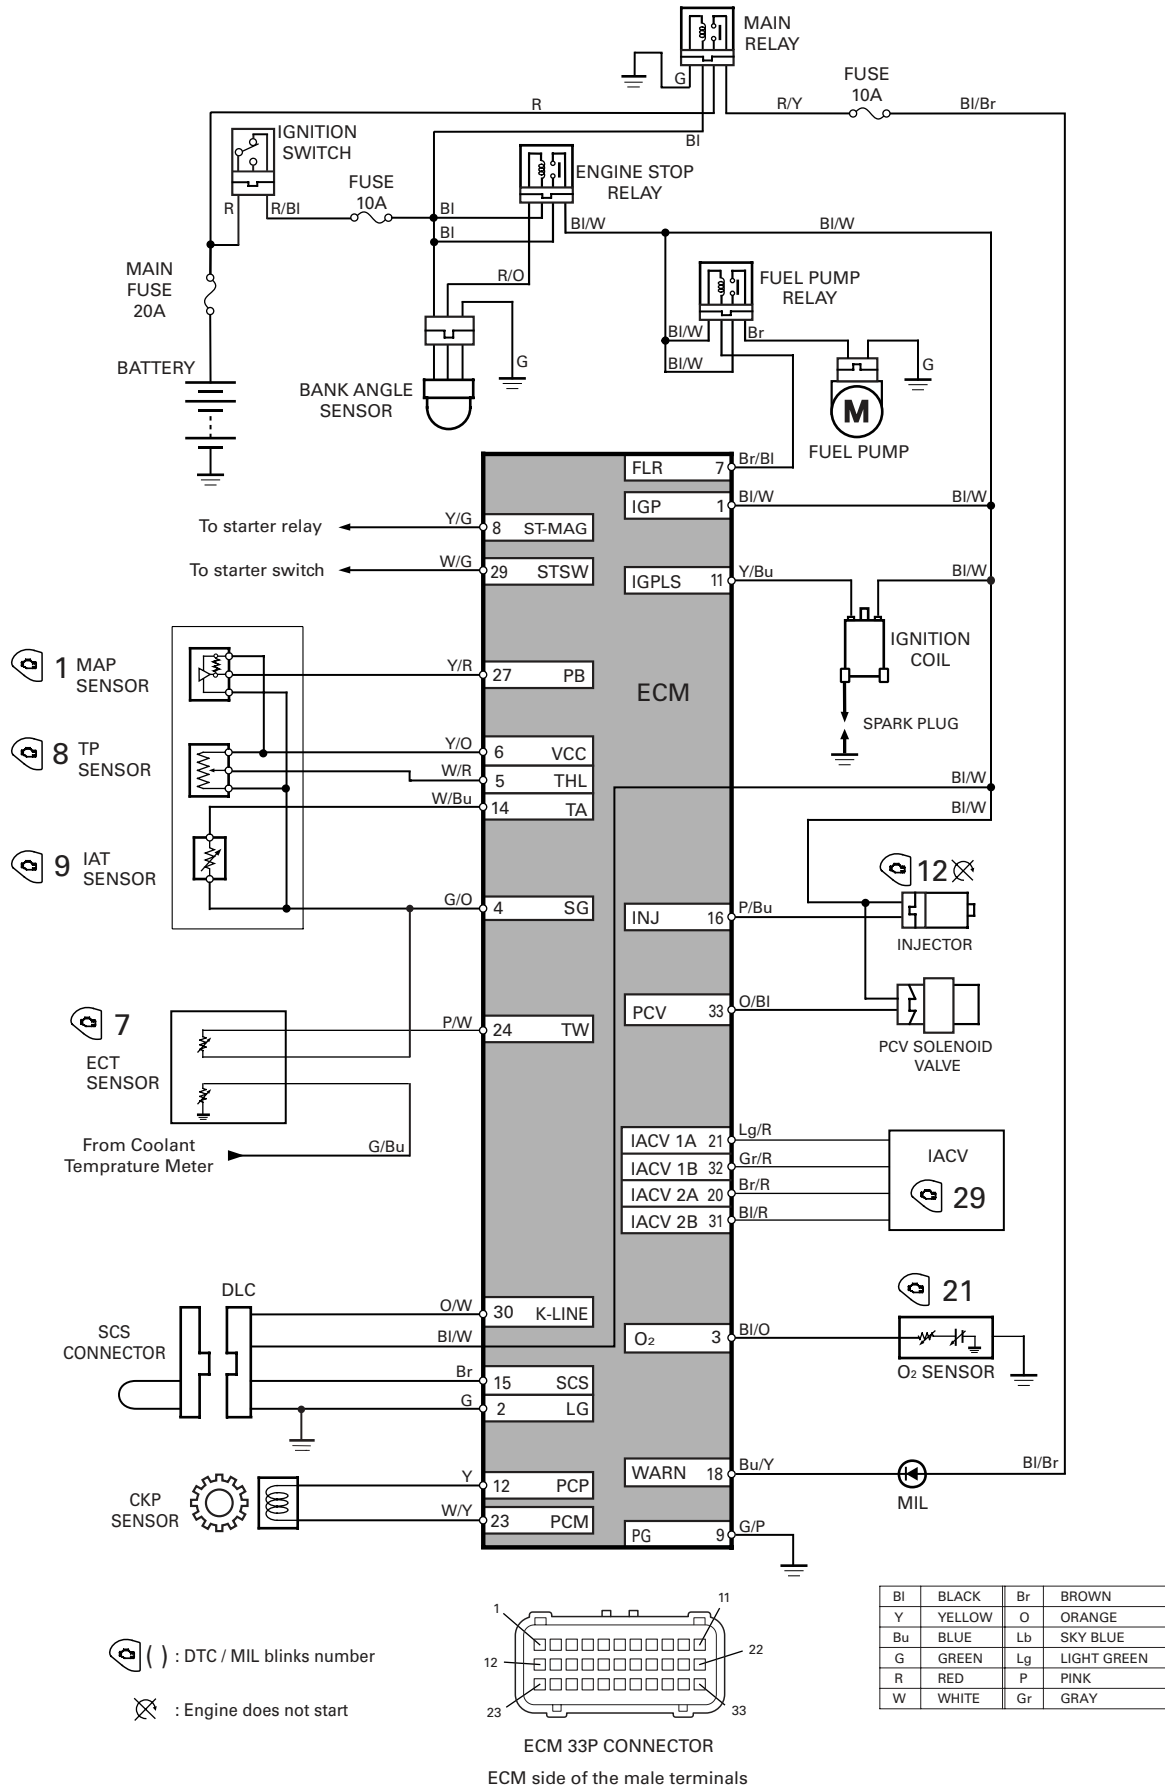 MAIN
RELAY
G
FUSE
10A
R
R/Y
Bl/Br
Bl
IGNITION
SWITCH
FUSE
10A
R
R/Bl
Bl
Bl
ENGINE STOP
RELAY
Bl/W
Bl/W
R/O
MAIN
FUSE
20A
FUEL PUMP
RELAY
Bl/W
Br
Bl/W
G
G
BATTERY
BANK ANGLE
SENSOR
M
FUEL PUMP
FLR 7 Br/Bl
IGP 1 Bl/W Bl/W
To starter relay Y/G 8 ST-MAG
To starter switch W/G 29 STSW
IGPLS 11 Y/Bu Bl/W
IGNITION
COIL
SPARK PLUG
ECM
1 MAP
SENSOR
Y/R 27 PB
8 TP
SENSOR
Y/O 6 VCC
W/R 5 THL
W/Bu 14 TA
Bl/W
Bl/W
9 IAT
SENSOR
G/O 4 SG
12
INJ 16 P/Bu
INJECTOR
PCV 33 O/Bl
PCV SOLENOID
VALVE
7
ECT
SENSOR
P/W 24 TW
From Coolant
Temprature Meter
G/Bu
IACV 1A 21 Lg/R
IACV 1B 32 Gr/R
IACV 2A 20 Br/R
IACV 2B 31 Bl/R
IACV
29
DLC
SCS
CONNECTOR
O/W 30 K-LINE
Bl/W
Br 15 SCS
G 2 LG
21
O2 3 Bl/O
O2 SENSOR
CKP
SENSOR
Y 12 PCP
W/Y 23 PCM
WARN 18 Bu/Y
MIL
Bl/Br
PG 9 G/P
( ) : DTC / MIL blinks number
: Engine does not start
1
11
12
22
23
33
ECM 33P CONNECTOR
ECM side of the male terminals
Bl BLACK Br BROWN
Y YELLOW O ORANGE
Bu BLUE Lb SKY BLUE
G GREEN Lg LIGHT GREEN
R RED P PINK
W WHITE Gr GRAY